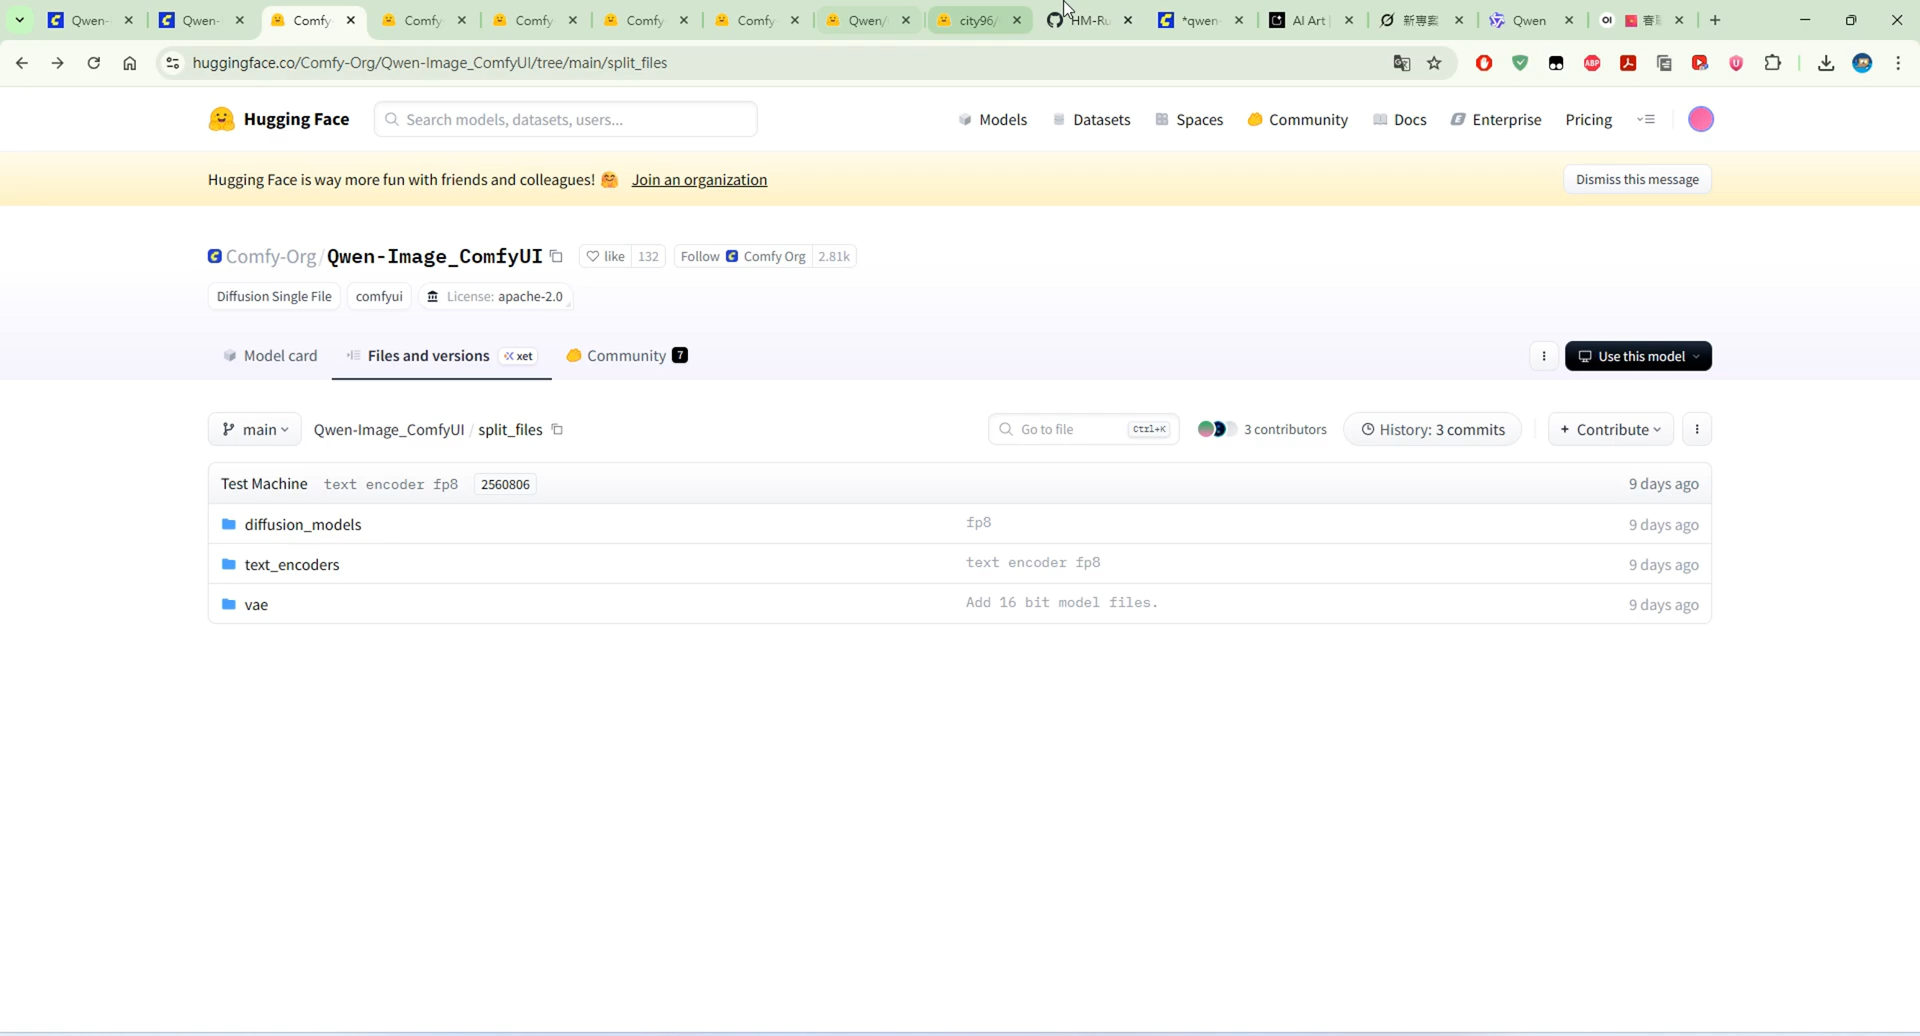 Qwen-
Qwen-
Comfy-
Comfy-
Comfy-
Comfy-
Comfy-
Qwen/
city96/
HM-Ru
*qwen-
AI Art
新專案
Qwen
OI
huggingface.co/Comfy-Org/Qwen-Image_ComfyUI/tree/main/split_files
ABP
Hugging Face
Search models, datasets, users...
Models
Datasets
Spaces
Community
Docs
Enterprise
Pricing
Hugging Face is way more fun with friends and colleagues! 🤗 Join an organization
Dismiss this message
Comfy-Org/Qwen-Image_ComfyUI
like 132
Follow Comfy Org 2.81k
Diffusion Single File
comfyui
License: apache-2.0
Model card
Files and versions xet
Community 7
Use this model
main
Qwen-Image_ComfyUI / split_files
Go to file Ctrl+K
3 contributors
History: 3 commits
+ Contribute
Test Machine text encoder fp8 2560806 9 days ago
diffusion_models fp8 9 days ago
text_encoders text encoder fp8 9 days ago
vae Add 16 bit model files. 9 days ago